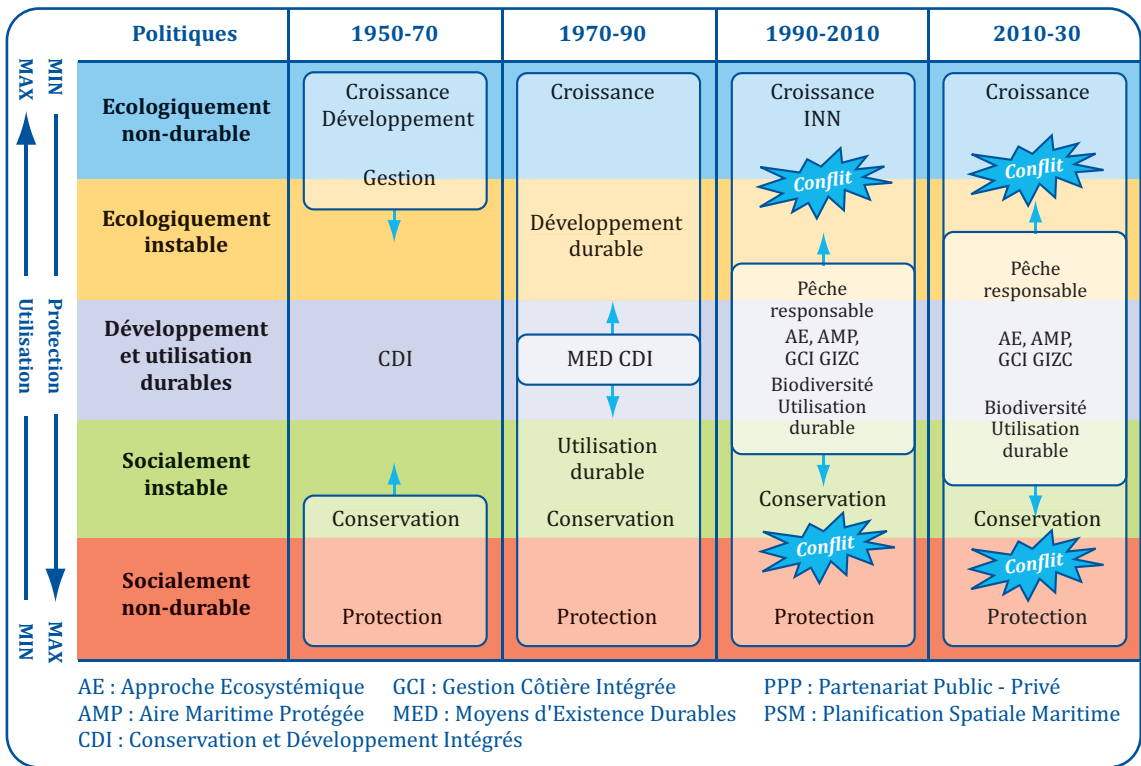 Politiques
1950-70
1970-90
1990-2010
2010-30
MAX
MIN
Utilisation
Protection
MIN
MAX
Ecologiquement
non-durable
Croissance
Développement
Gestion
Croissance
Croissance
INN
Conflit
Croissance
Conflit
Ecologiquement
instable
Développement
durable
Développement
et utilisation
durables
CDI
MED CDI
Pêche
responsable
AE, AMP,
GCI GIZC
Biodiversité
Utilisation
durable
Pêche
responsable
AE, AMP,
GCI GIZC
Biodiversité
Utilisation
durable
Socialement
instable
Conservation
Utilisation
durable
Conservation
Conservation
Conflit
Conservation
Conflit
Socialement
non-durable
Protection
Protection
Protection
Protection
AE : Approche Ecosystémique
GCI : Gestion Côtière Intégrée
PPP : Partenariat Public - Privé
AMP : Aire Maritime Protégée
MED : Moyens d'Existence Durables
PSM : Planification Spatiale Maritime
CDI : Conservation et Développement Intégrés